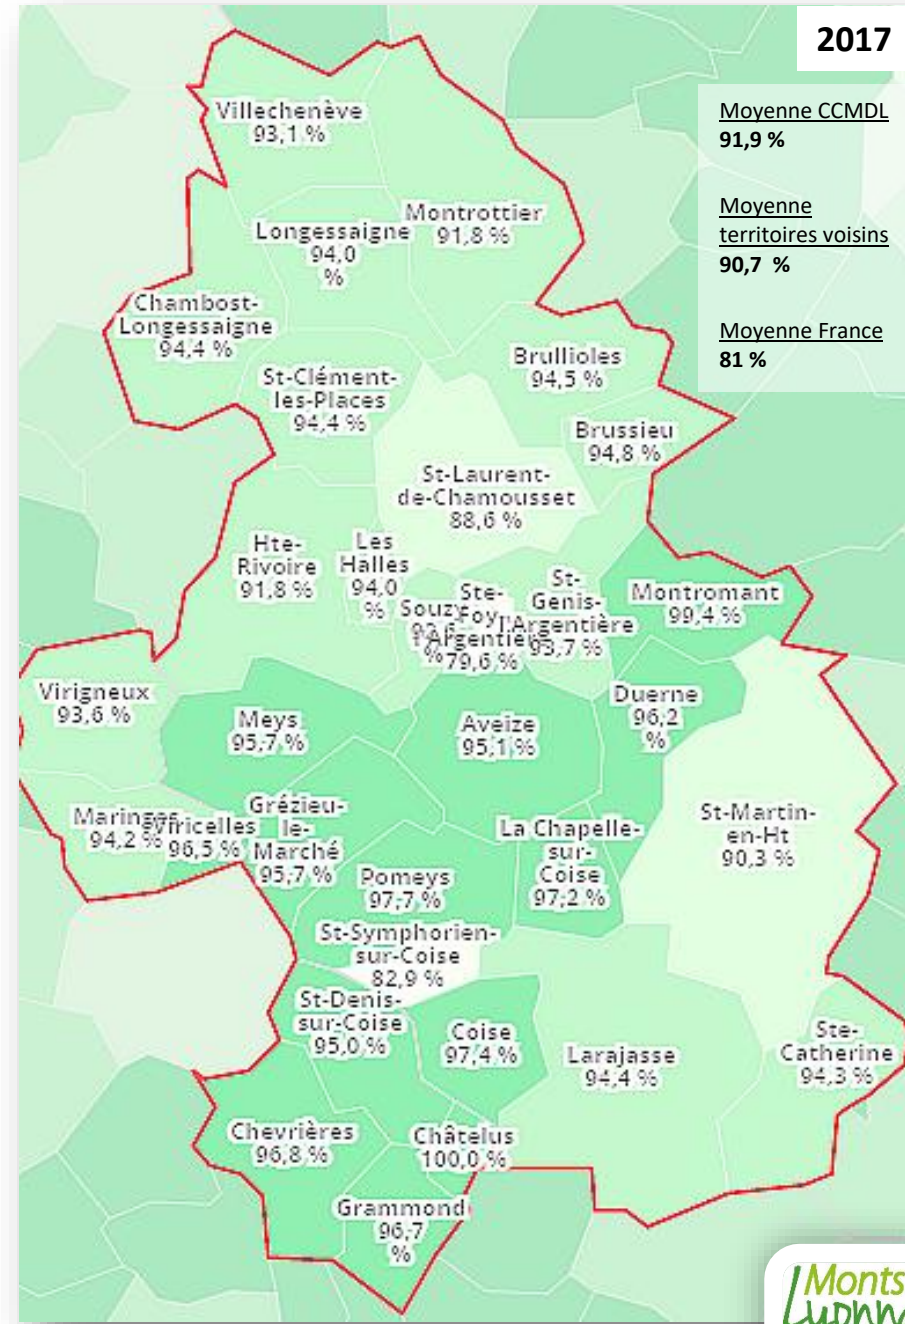 2017
Moyenne CCMDL
91,9 %
Moyenne
territoires voisins
90,7 %
Moyenne France
81 %
Villechenève
93,1 %
Montrottier
91,8 %
Longessaigne
94,0
%
Chambost-
Longessaigne
94,4 %
Brullioles
94,5 %
St-Clément-
les-Places
94,4 %
Brussieu
94,8 %
St-Laurent-
de-Chamousset
88,6 %
Hte-
Rivoire
91,8 %
Les
Halles
94,0
%
Souzy
%
Ste-
Foy-
l'Argentière
79,6 %
St-
Genis-
l'Argentière
93,7 %
Montromant
99,4 %
Duerne
96,2
%
Virigneux
93,6 %
Meys
95,7 %
Aveize
95,1 %
Maringes
94,2 %
Viricelles
96,5 %
Grézieu-
le-
Marché
95,7 %
La Chapelle-
sur-
Coise
97,2 %
St-Martin-
en-Ht
90,3 %
Pomeys
97,7 %
St-Symphorien-
sur-Coise
82,9 %
St-Denis-
sur-Coise
95,0 %
Coise
97,4 %
Larajasse
94,4 %
Ste-
Catherine
94,3 %
Chevrières
96,8 %
Châtelus
100,0 %
Grammond
96,7
%
Monts